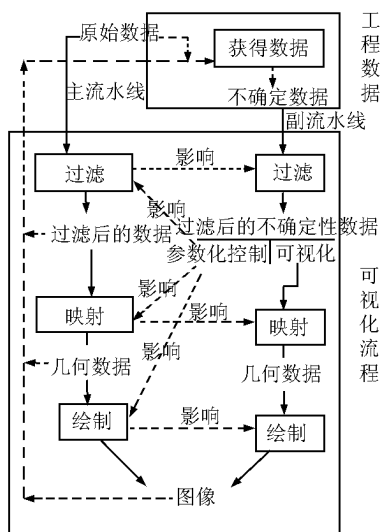 原始数据
获得数据
工程数据
主流水线
不确定数据
副流水线
过滤
影响
过滤
影响
过滤后的数据
过滤后的不确定性数据
参数化控制
可视化
可视化流程
影响
映射
影响
映射
影响
几何数据
几何数据
绘制
影响
绘制
图像